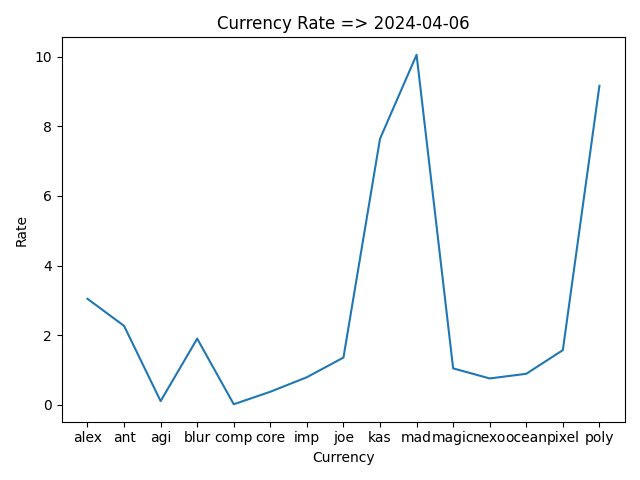 Currency Rate => 2024-04-06
10
8
6
4
2
0
Rate
alex ant agi blur comp core imp joe kas mad magic nexo ocean pixel poly
Currency